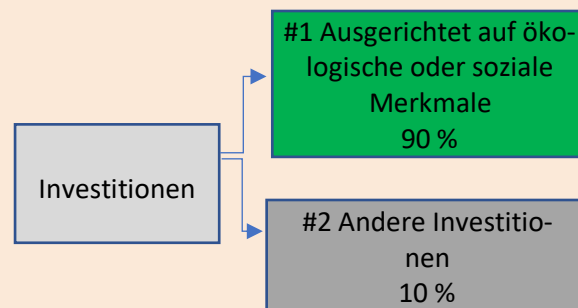 #1 Ausgerichtet auf öko-
logische oder soziale
Merkmale
90 %
Investitionen
#2 Andere Investitio-
nen
10 %